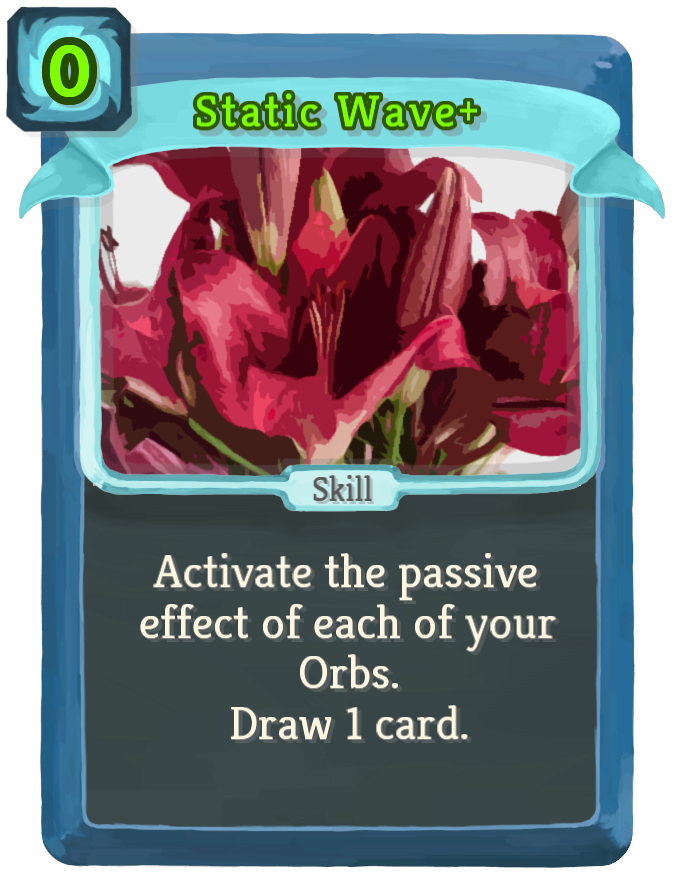 0
Static Wave+
Skill
Activate the passive
effect of each of your
Orbs.
Draw 1 card.